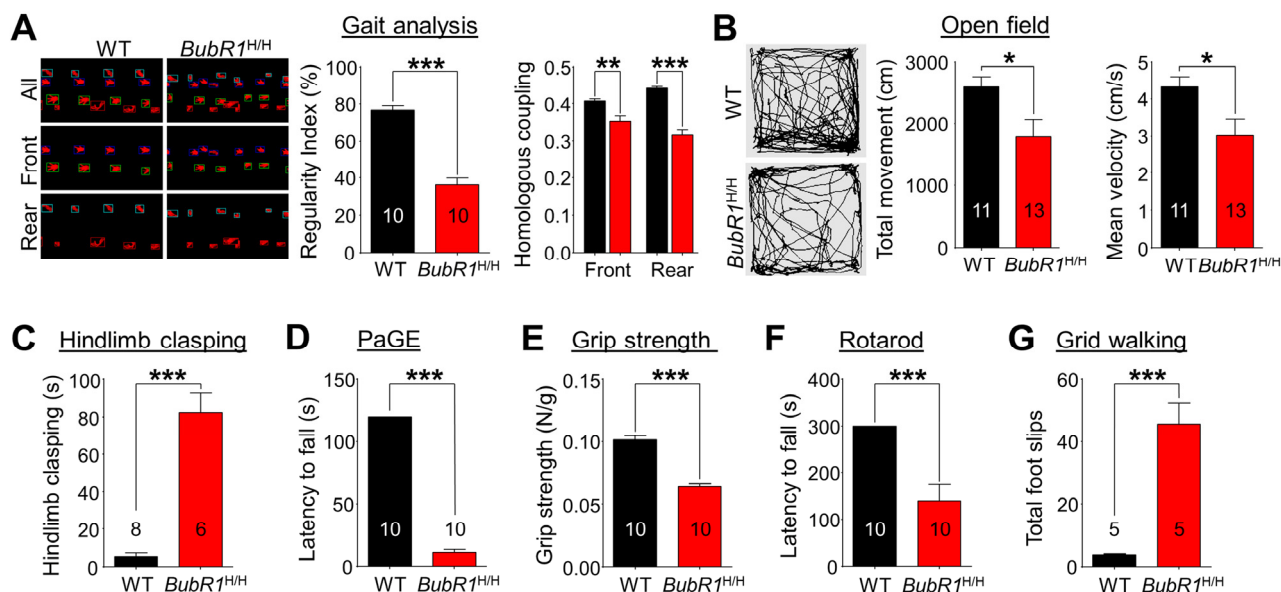 A
Gait analysis
WT
BubR1H/H
All
Front
Rear
Regularity Index (%)
100
80
60
40
20
0
***
10
10
WT
BubR1H/H
Homologous coupling
0.5
0.4
0.3
0.2
0.1
0.0
**
***
Front
Rear
B
Open field
WT
BubR1H/H
Total movement (cm)
3000
2000
1000
0
*
11
13
WT
BubR1H/H
Mean velocity (cm/s)
5
4
3
2
1
0
*
11
13
WT
BubR1H/H
C
Hindlimb clasping
Hindlimb clasping (s)
100
80
60
40
20
0
***
8
6
WT
BubR1H/H
D
PaGE
Latency to fall (s)
150
100
50
0
***
10
10
WT
BubR1H/H
E
Grip strength
Grip strength (N/g)
0.15
0.10
0.05
0.00
***
10
10
WT
BubR1H/H
F
Rotarod
Latency to fall (s)
400
300
200
100
0
***
10
10
WT
BubR1H/H
G
Grid walking
Total foot slips
60
40
20
0
***
5
5
WT
BubR1H/H